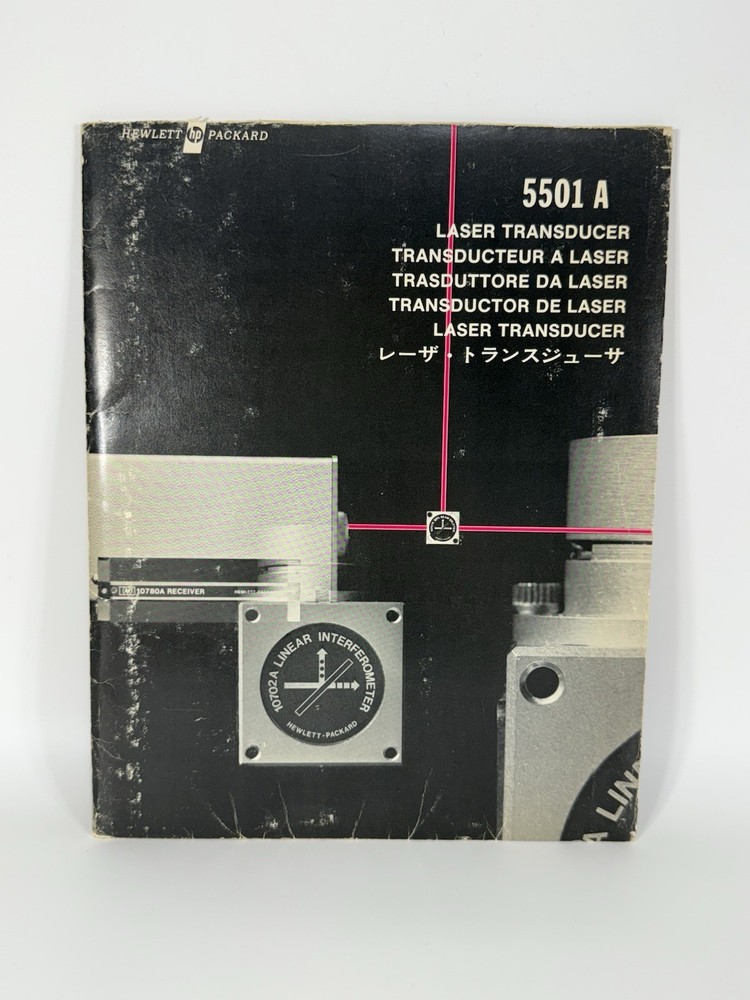 HEWLETT hp PACKARD
5501 A
LASER TRANSDUCER
TRANSDUCTEUR A LASER
TRASDUTTORE DA LASER
TRANSDUCTOR DE LASER
LASER TRANSDUCER
レーザ・トランスジューサ
10780A RECEIVER
10702A LINEAR INTERFEROMETER
HEWLETT-PACKARD
A LIN